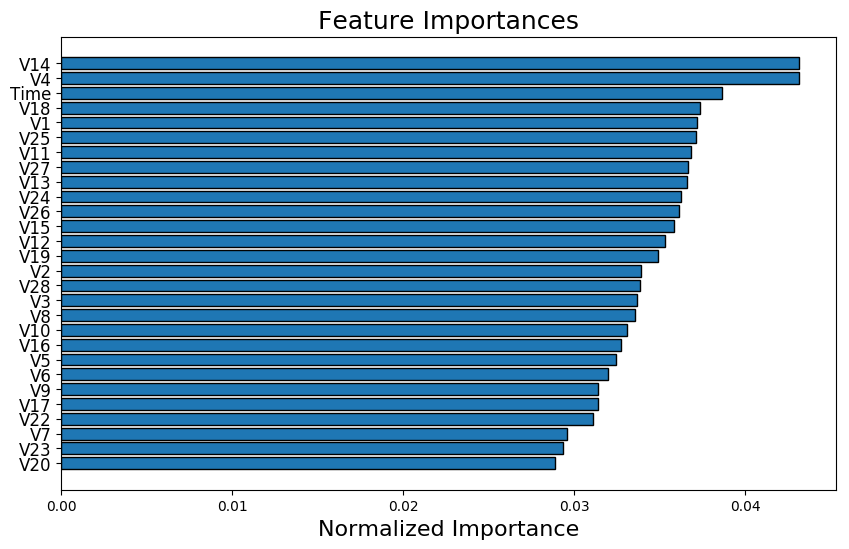 Feature Importances
V14
V4
Time
V18
V1
V25
V11
V27
V13
V24
V26
V15
V12
V19
V2
V28
V3
V8
V10
V16
V5
V6
V9
V17
V22
V7
V23
V20
0.00 0.01 0.02 0.03 0.04
Normalized Importance